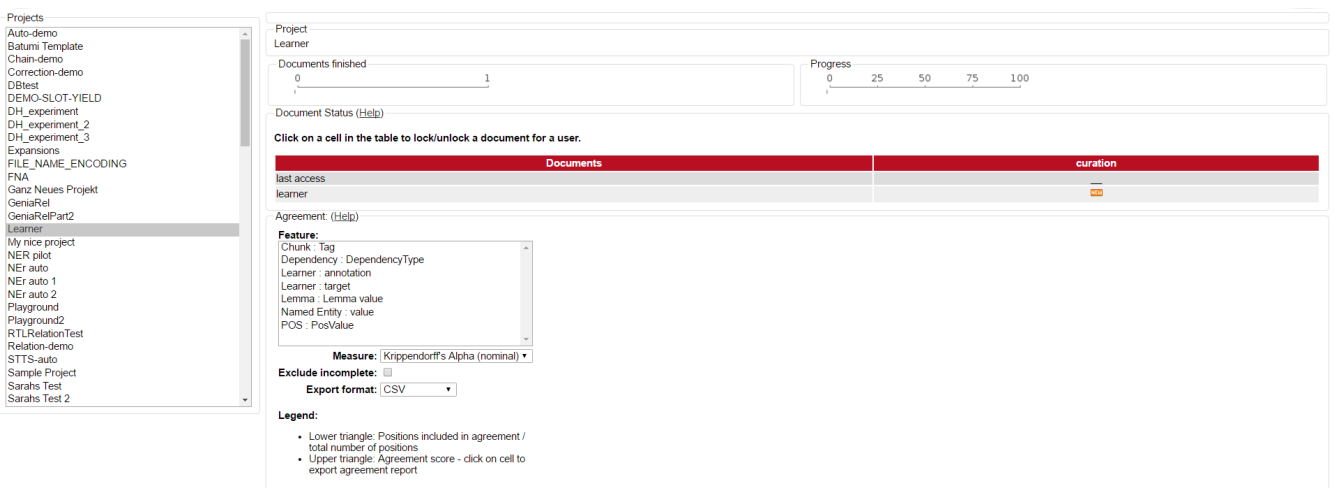 Projects
Auto-demo
Batumi Template
Chain-demo
Correction-demo
DBtest
DEMO-SLOT-YIELD
DH_experiment
DH_experiment_2
DH_experiment_3
Expansions
FILE_NAME_ENCODING
FNA
Ganz Neues Projekt
GeniaRel
GeniaRelPart2
Learner
My nice project
NER pilot
NEr auto
NEr auto 1
NEr auto 2
Playground
Playground2
RTLRelationTest
Relation-demo
STTS-auto
Sample Project
Sarahs Test
Sarahs Test 2
Project
Learner
Documents finished
0 1
Progress
0 25 50 75 100
Document Status (Help)
Click on a cell in the table to lock/unlock a document for a user.
Documents curation
last access __
learner NEW
Agreement: (Help)
Feature:
Chunk : Tag
Dependency : DependencyType
Learner : annotation
Learner : target
Lemma : Lemma value
Named Entity : value
POS : PosValue
Measure: Krippendorff's Alpha (nominal)
Exclude incomplete:
Export format: CSV
Legend:
• Lower triangle: Positions included in agreement /
total number of positions
• Upper triangle: Agreement score - click on cell to
export agreement report